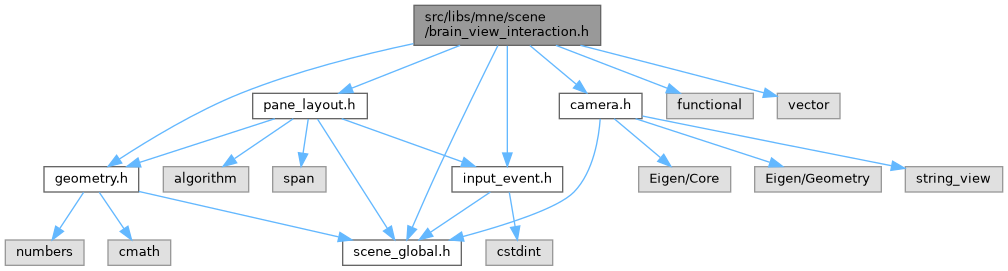 src/libs/mne/scene
/brain_view_interaction.h
pane_layout.h
camera.h
functional
vector
geometry.h
algorithm
span
input_event.h
Eigen/Core
Eigen/Geometry
string_view
numbers
cmath
scene_global.h
cstdint